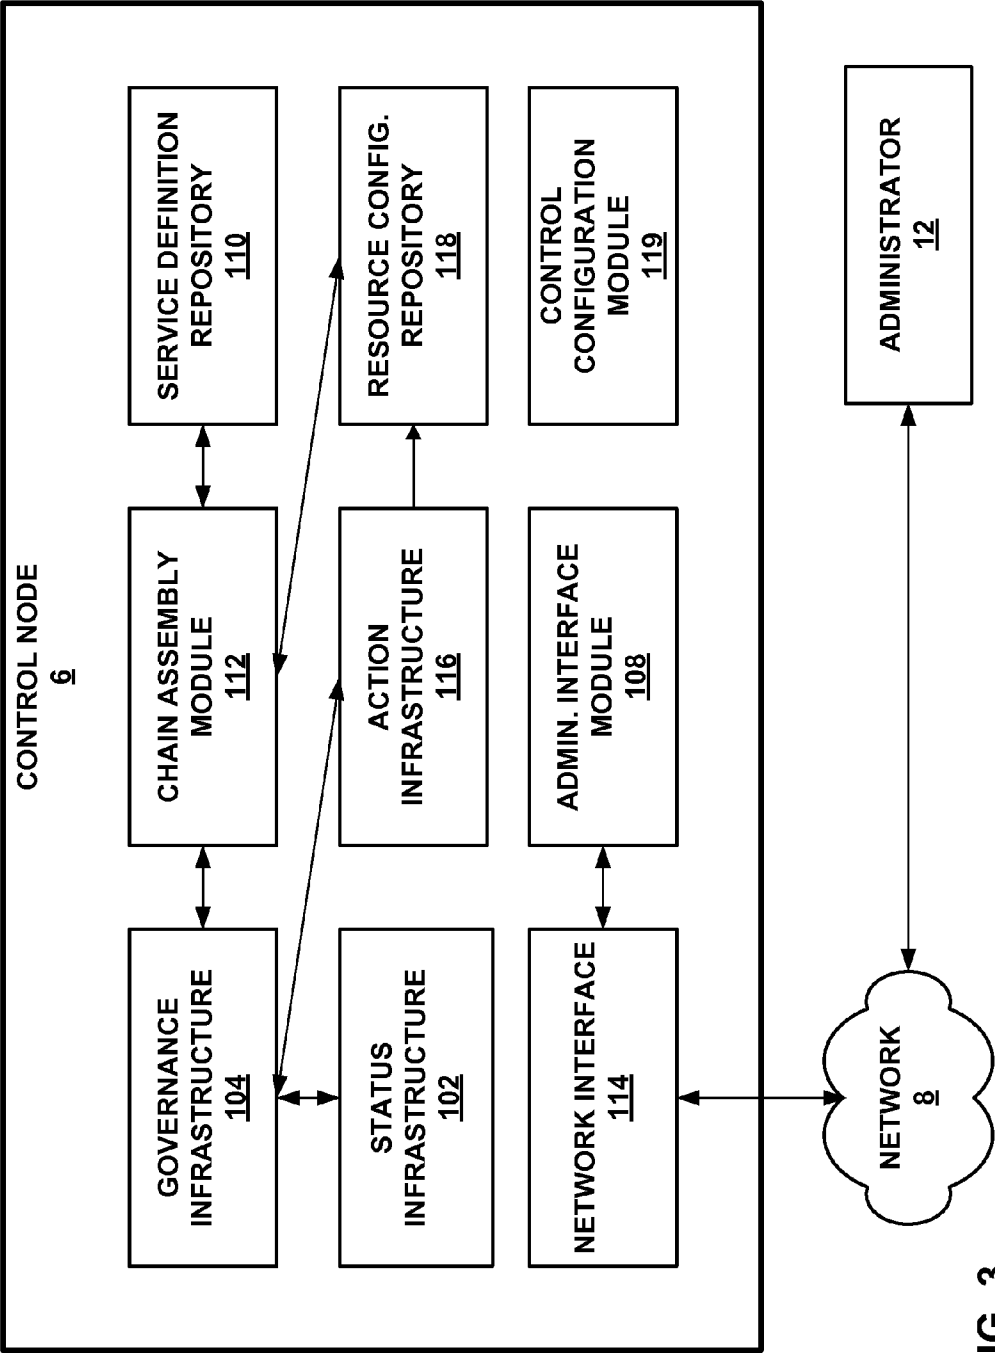 CONTROL NODE
6
GOVERNANCE
INFRASTRUCTURE
104
CHAIN ASSEMBLY
MODULE
112
SERVICE DEFINITION
REPOSITORY
110
STATUS
INFRASTRUCTURE
102
ACTION
INFRASTRUCTURE
116
RESOURCE CONFIG.
REPOSITORY
118
NETWORK INTERFACE
114
ADMIN. INTERFACE
MODULE
108
CONTROL
CONFIGURATION
MODULE
119
NETWORK
8
ADMINISTRATOR
12
IG. 3